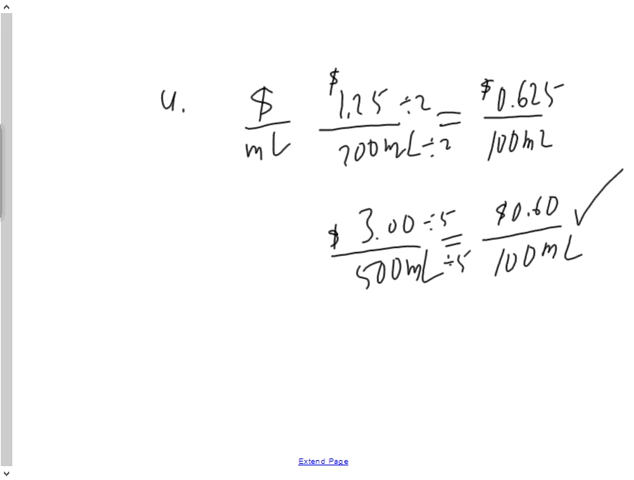 4. $/mL $1.25 ÷2 / 200mL ÷2 = $0.625 / 100mL
$3.00 ÷5 / 500mL ÷5 = $0.60 / 100mL ✓
Extend Page